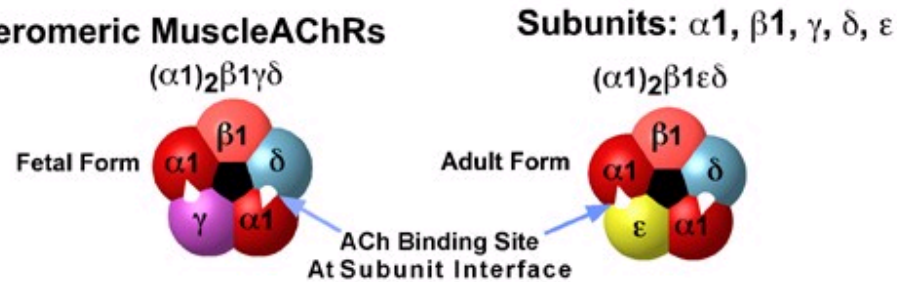 eromeric MuscleAChRs
Subunits: α1, β1, γ, δ, ε
(α1)2β1γδ
(α1)2β1εδ
Fetal Form
β1
α1
δ
γ
α1
Adult Form
β1
α1
δ
ε
α1
ACh Binding Site
At Subunit Interface